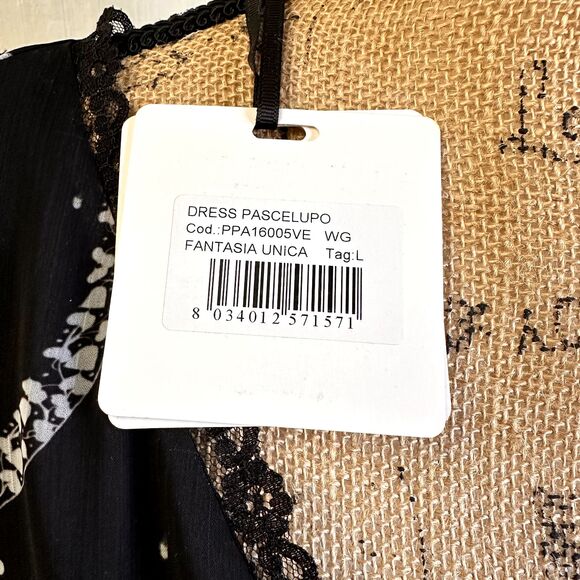 DRESS PASCELUPO
Cod.:PPA16005VE WG
FANTASIA UNICA Tag:L
8 034012 571571